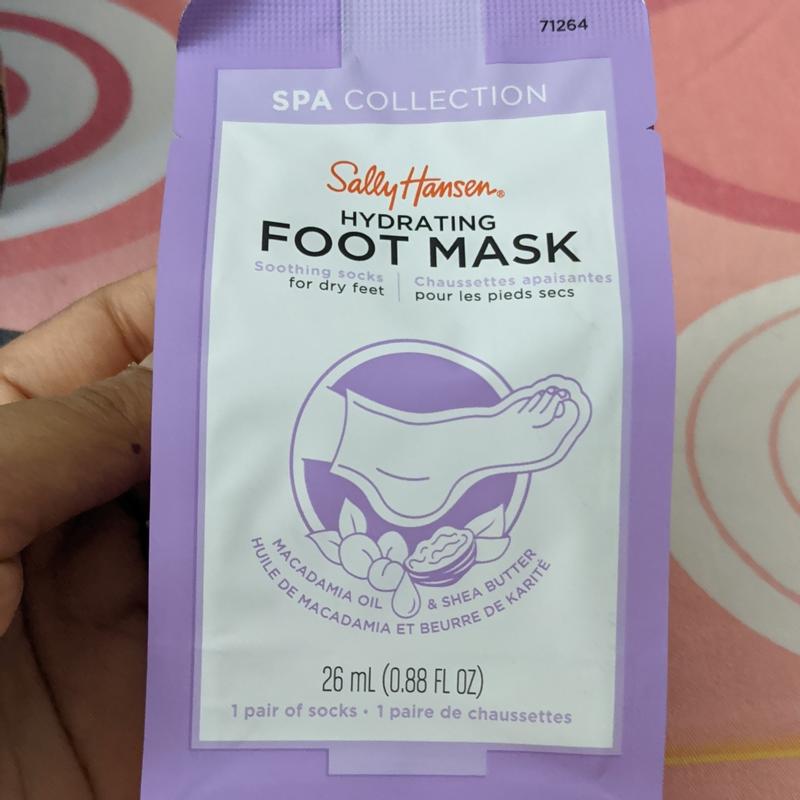 71264
SPA COLLECTION
Sally Hansen®
HYDRATING
FOOT MASK
Soothing socks
for dry feet
Chaussettes apaisantes
pour les pieds secs
MACADAMIA OIL & SHEA BUTTER
HUILE DE MACADAMIA ET BEURRE DE KARITÉ
26 mL (0.88 FL OZ)
1 pair of socks • 1 paire de chaussettes